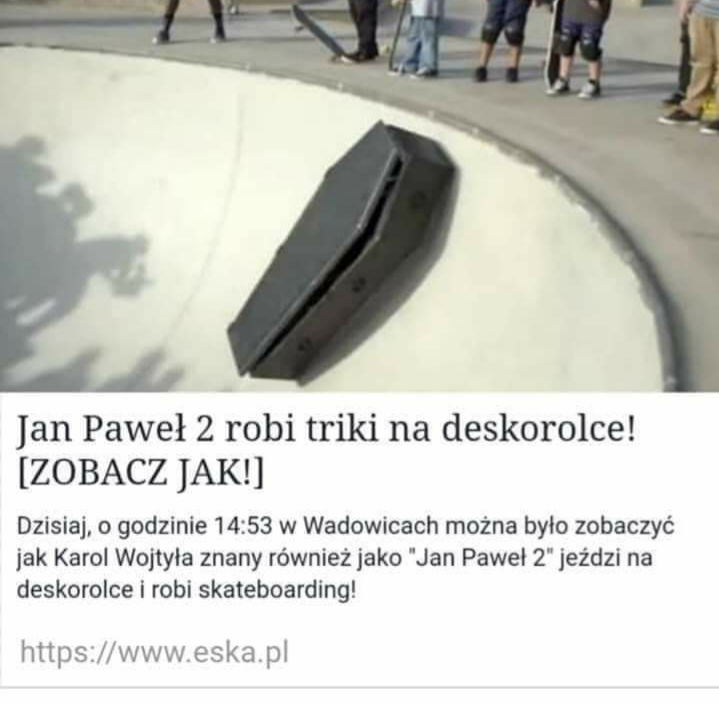 Jan Paweł 2 robi triki na deskorolce!
[ZOBACZ JAK!]
Dzisiaj, o godzinie 14:53 w Wadowicach można było zobaczyć
jak Karol Wojtyła znany również jako "Jan Paweł 2" jeździ na
deskorolce i robi skateboarding!
https://www.eska.pl